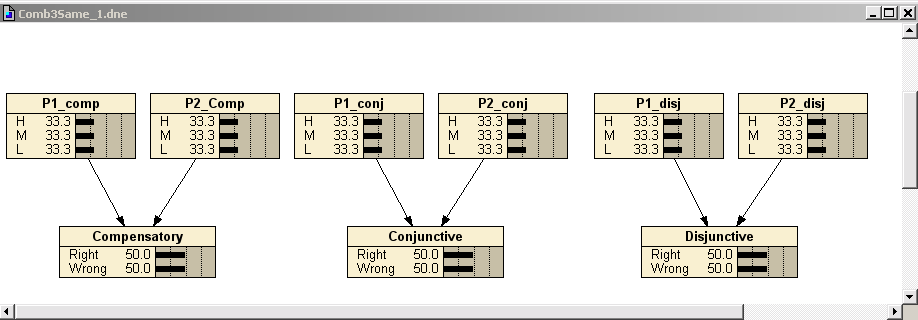 Comb3Same_1.dne
P1_comp P2_Comp P1_conj P2_conj P1_disj P2_disj
H 33.3 H 33.3 H 33.3 H 33.3 H 33.3 H 33.3
M 33.3 M 33.3 M 33.3 M 33.3 M 33.3 M 33.3
L 33.3 L 33.3 L 33.3 L 33.3 L 33.3 L 33.3
Compensatory Conjunctive Disjunctive
Right 50.0 Right 50.0 Right 50.0
Wrong 50.0 Wrong 50.0 Wrong 50.0